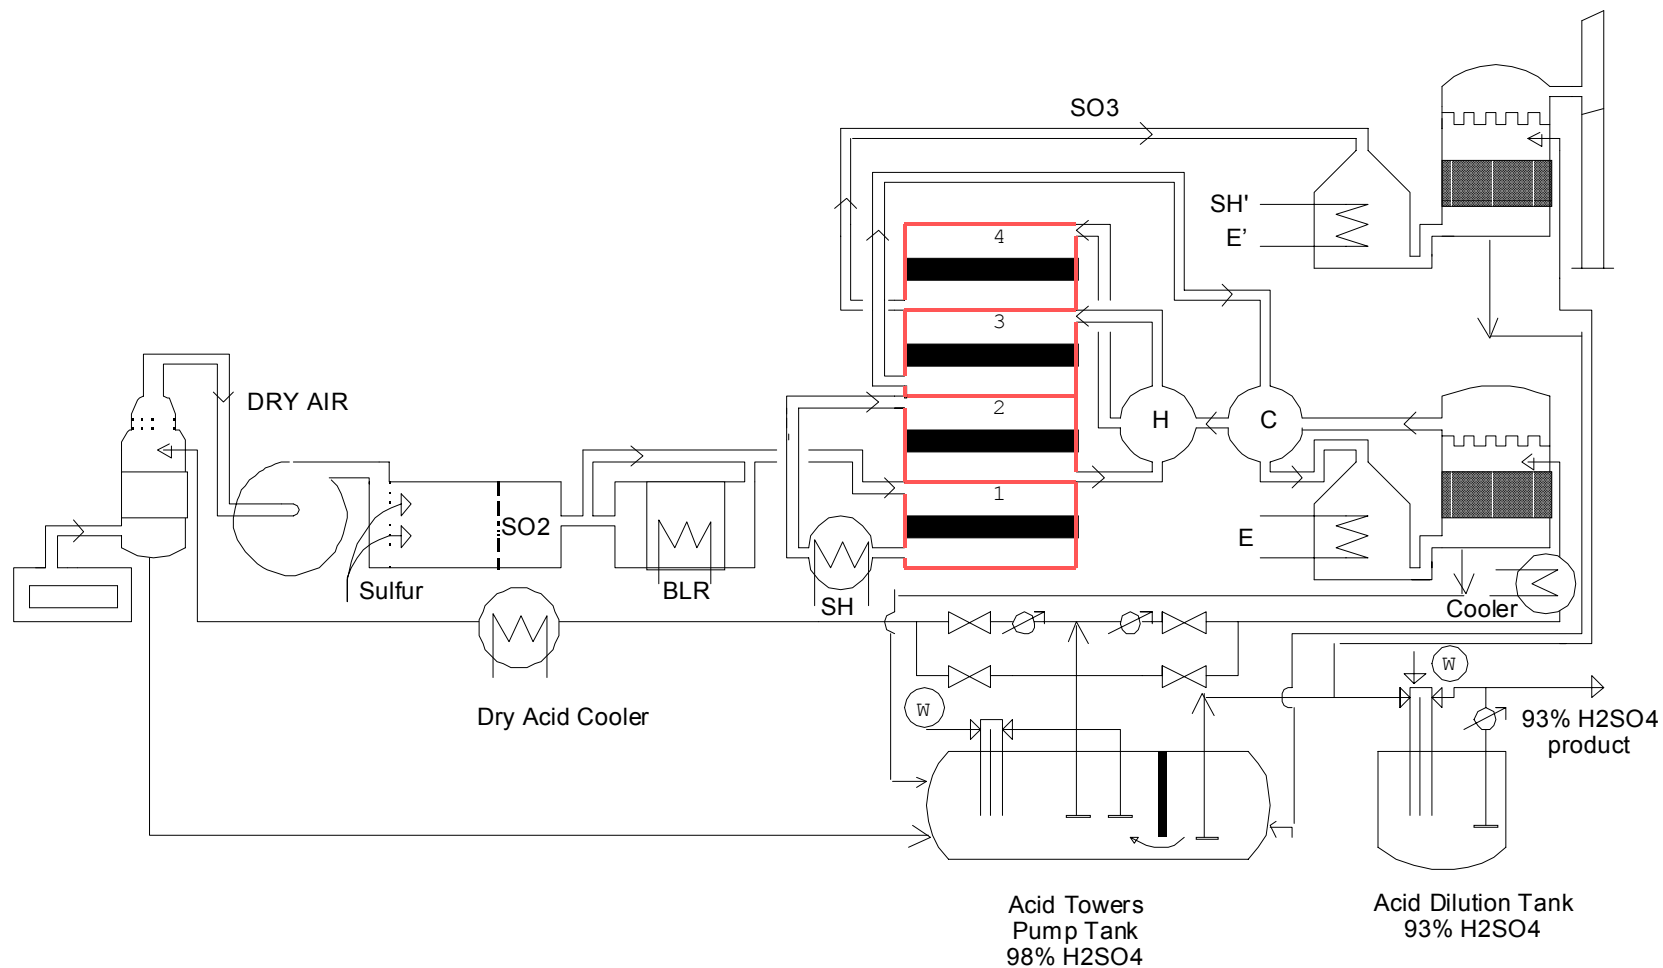 SO3
SH'
E’
4
3
DRY AIR
2
H
C
1
SO2
E
Sulfur
BLR
SH
Cooler
W
W
Dry Acid Cooler
93% H2SO4
product
Acid Towers
Pump Tank
98% H2SO4
Acid Dilution Tank
93% H2SO4